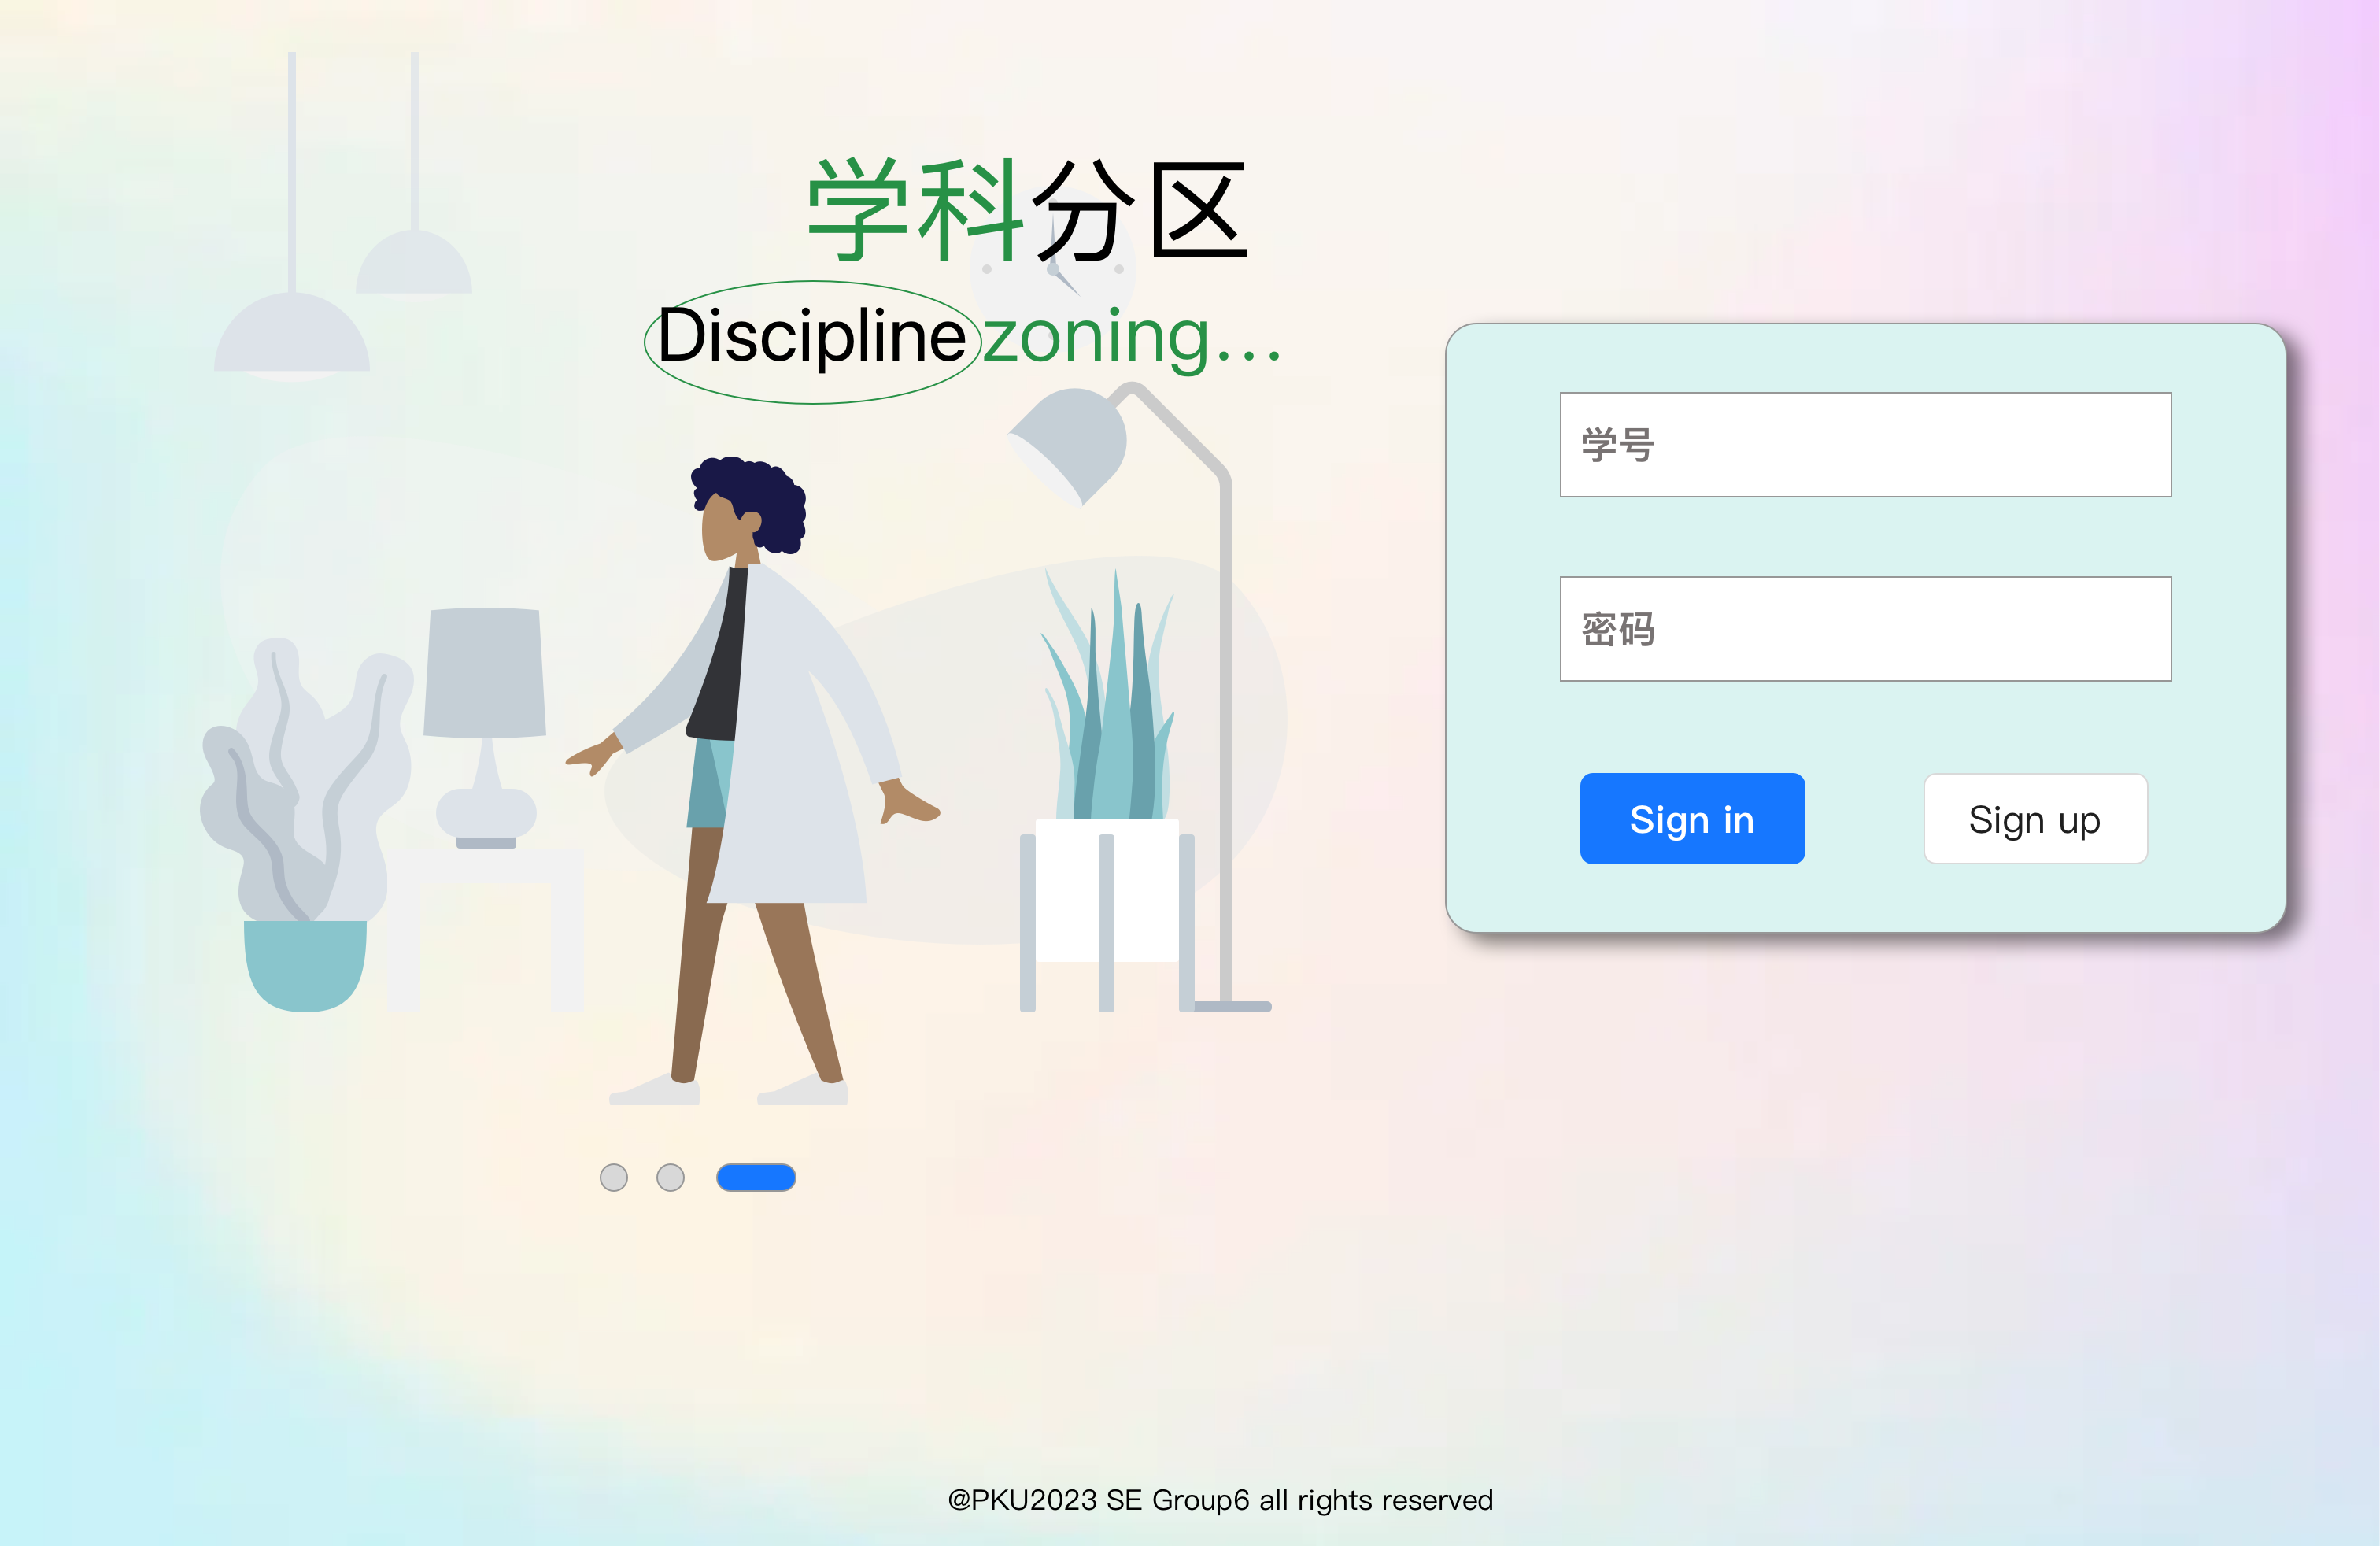 学科分区
Discipline zoning...
学号
密码
Sign in
Sign up
@PKU2023 SE Group6 all rights reserved